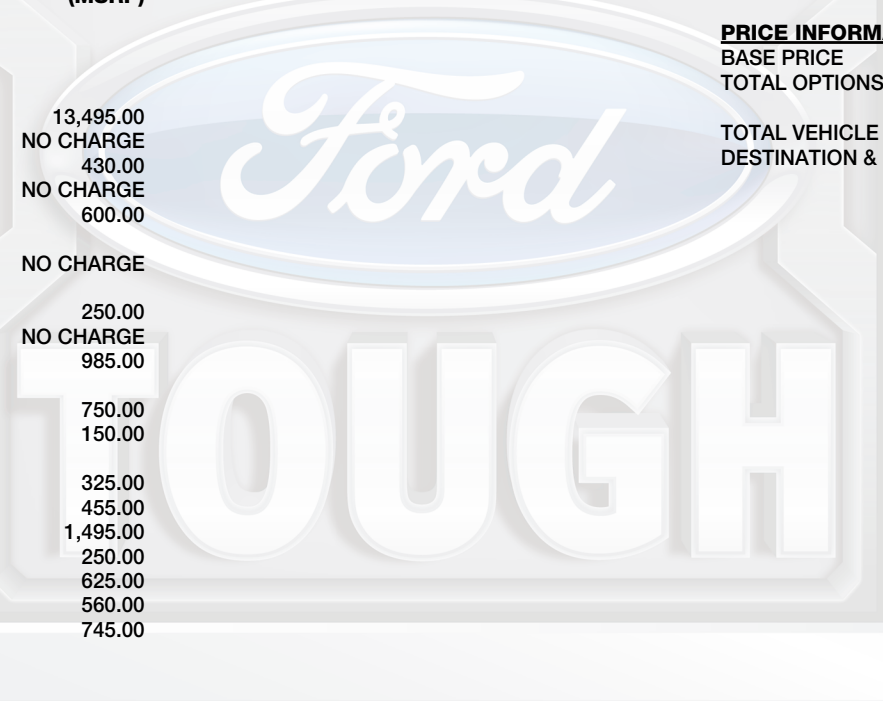 (MSRP)
13,495.00
NO CHARGE
430.00
NO CHARGE
600.00
NO CHARGE
250.00
NO CHARGE
985.00
750.00
150.00
325.00
455.00
1,495.00
250.00
625.00
560.00
745.00
PRICE INFORMA
BASE PRICE
TOTAL OPTIONS
TOTAL VEHICLE
DESTINATION &
Ford
TOUGH